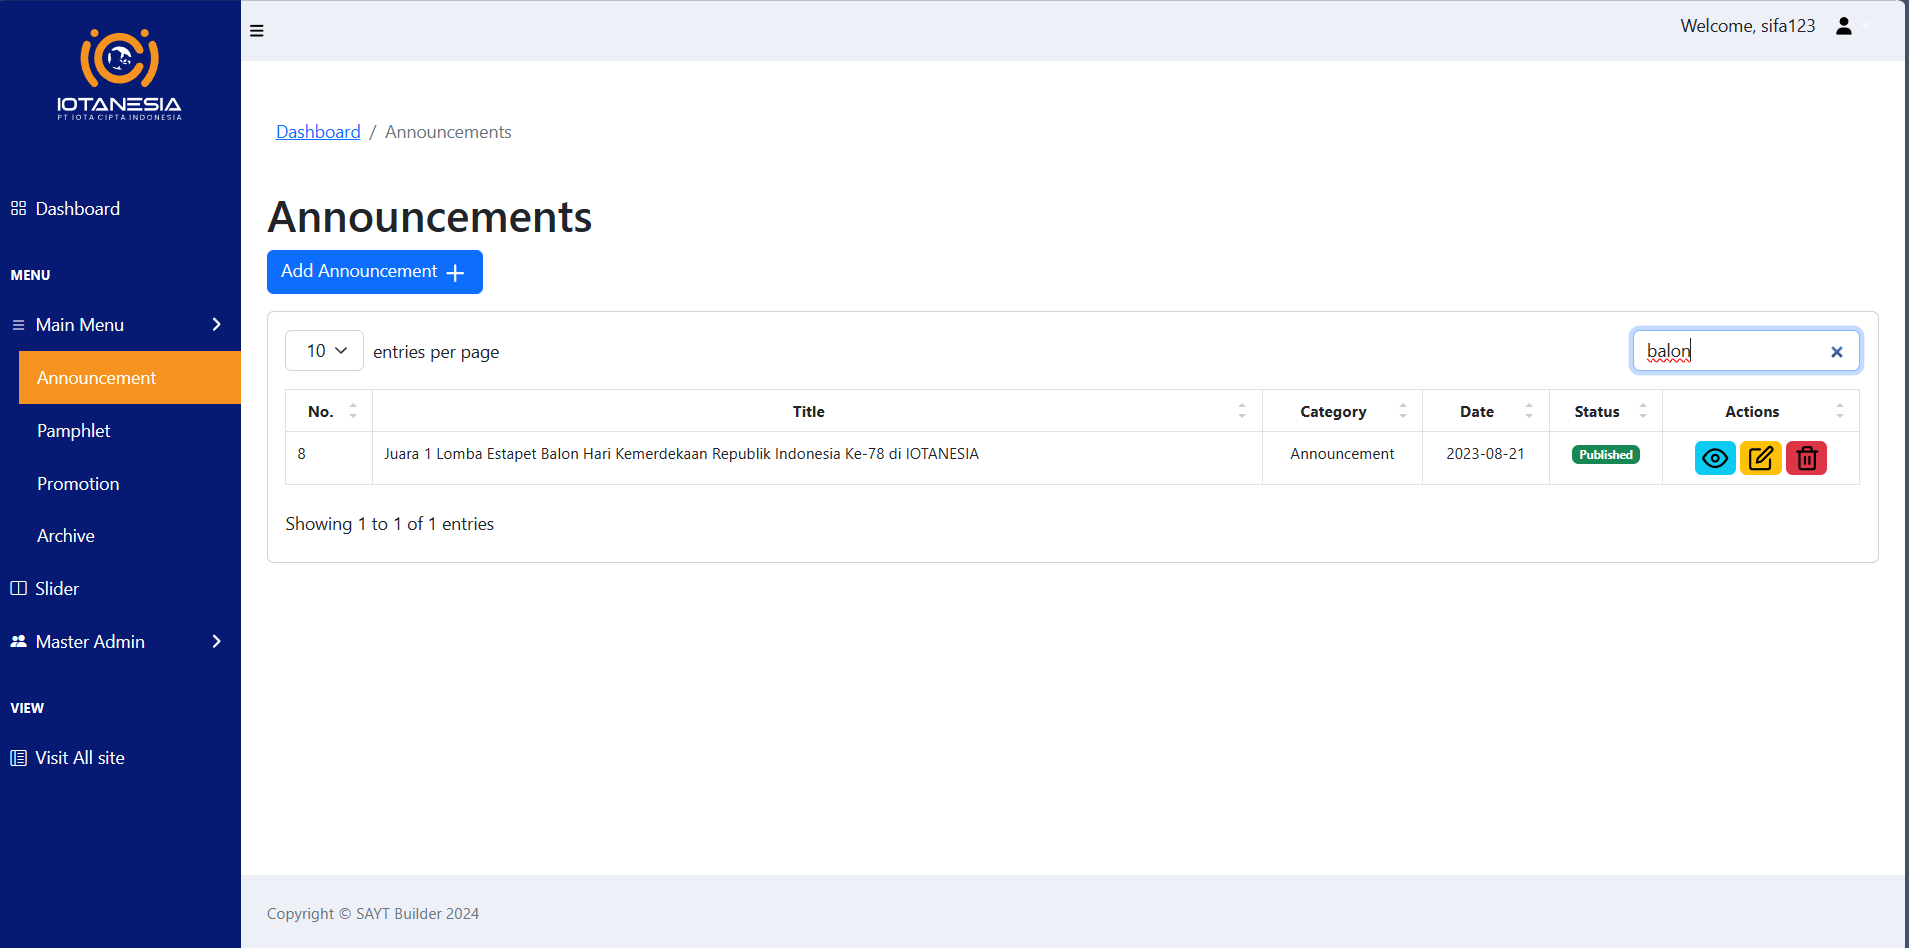 IOTANESIA
PT IOTA CIPTA INDONESIA
Welcome, sifa123
Dashboard / Announcements
Dashboard
MENU
Main Menu
Announcement
Pamphlet
Promotion
Archive
Slider
Master Admin
VIEW
Visit All site
Announcements
Add Announcement
10 entries per page
balon
No. Title Category Date Status Actions
8 Juara 1 Lomba Estapet Balon Hari Kemerdekaan Republik Indonesia Ke-78 di IOTANESIA Announcement 2023-08-21 Published
Showing 1 to 1 of 1 entries
Copyright © SAYT Builder 2024